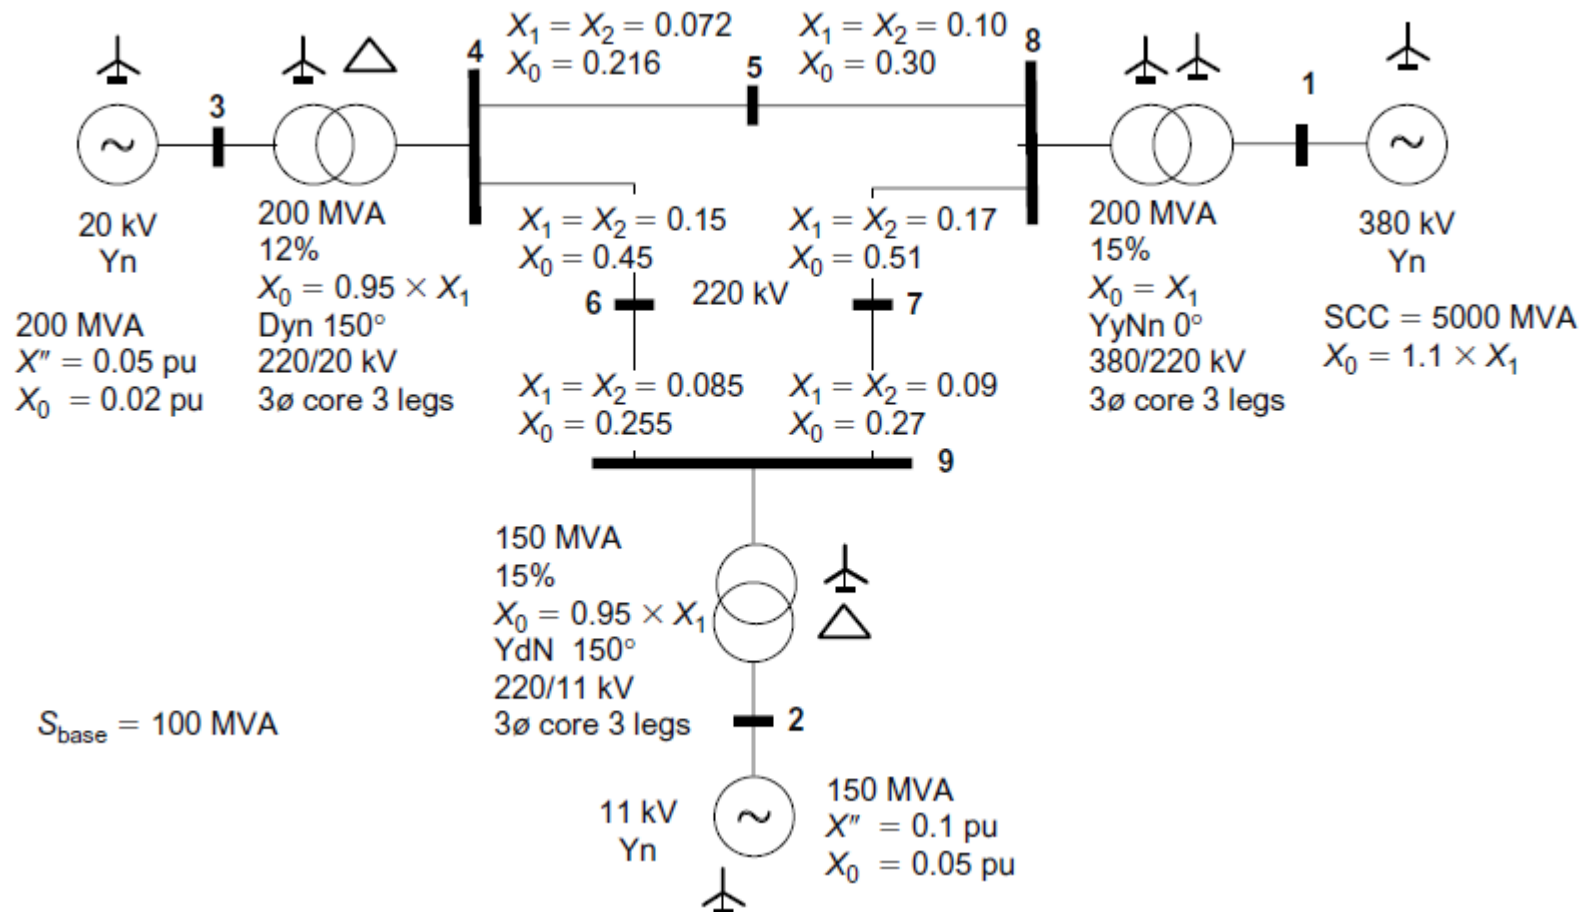 X₁ = X₂ = 0.072
X₀ = 0.216
X₁ = X₂ = 0.10
X₀ = 0.30
4
5
8
3
1
20 kV
Yn
200 MVA
X″ = 0.05 pu
X₀ = 0.02 pu
200 MVA
12%
X₀ = 0.95 × X₁
Dyn 150°
220/20 kV
3ø core 3 legs
X₁ = X₂ = 0.15
X₀ = 0.45
X₁ = X₂ = 0.17
X₀ = 0.51
6
220 kV
7
200 MVA
15%
X₀ = X₁
YyNn 0°
380/220 kV
3ø core 3 legs
380 kV
Yn
SCC = 5000 MVA
X₀ = 1.1 × X₁
X₁ = X₂ = 0.085
X₀ = 0.255
X₁ = X₂ = 0.09
X₀ = 0.27
9
150 MVA
15%
X₀ = 0.95 × X₁
YdN 150°
220/11 kV
3ø core 3 legs
2
S_base = 100 MVA
11 kV
Yn
150 MVA
X″ = 0.1 pu
X₀ = 0.05 pu